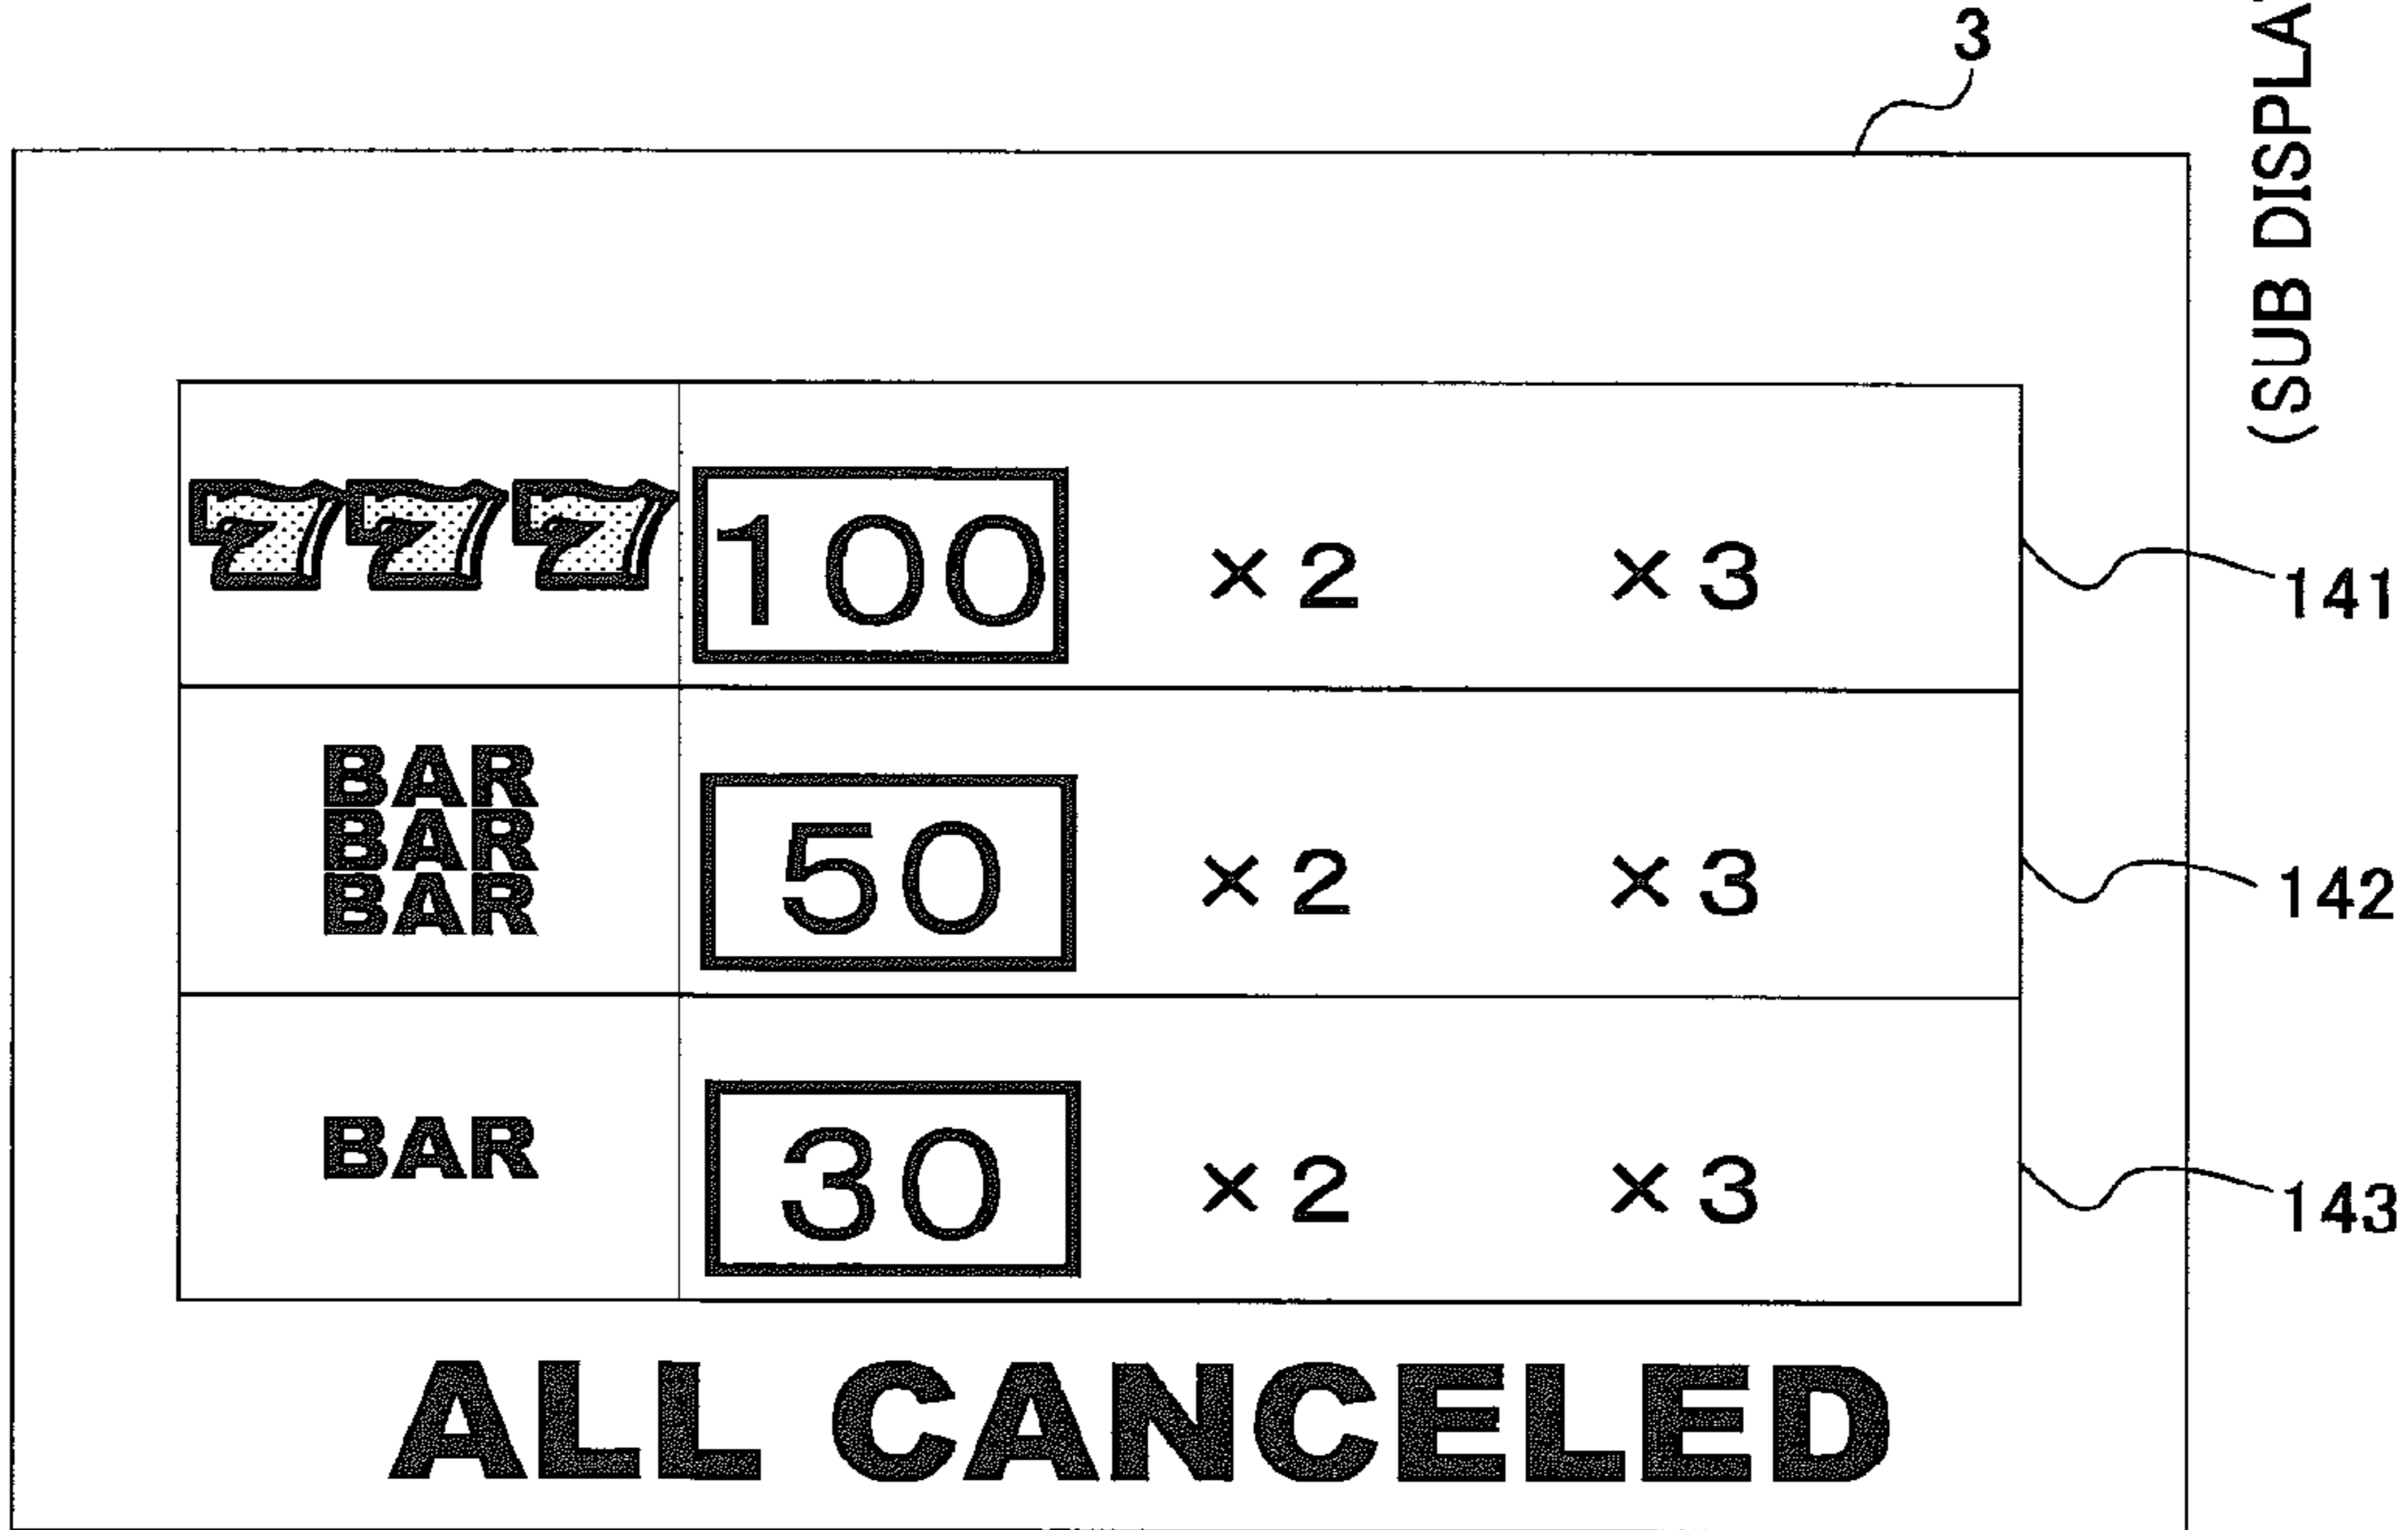 3
(SUB DISPLA
777 100 ×2 ×3 141
BAR
BAR
BAR
50 ×2 ×3 142
BAR 30 ×2 ×3 143
ALL CANCELED